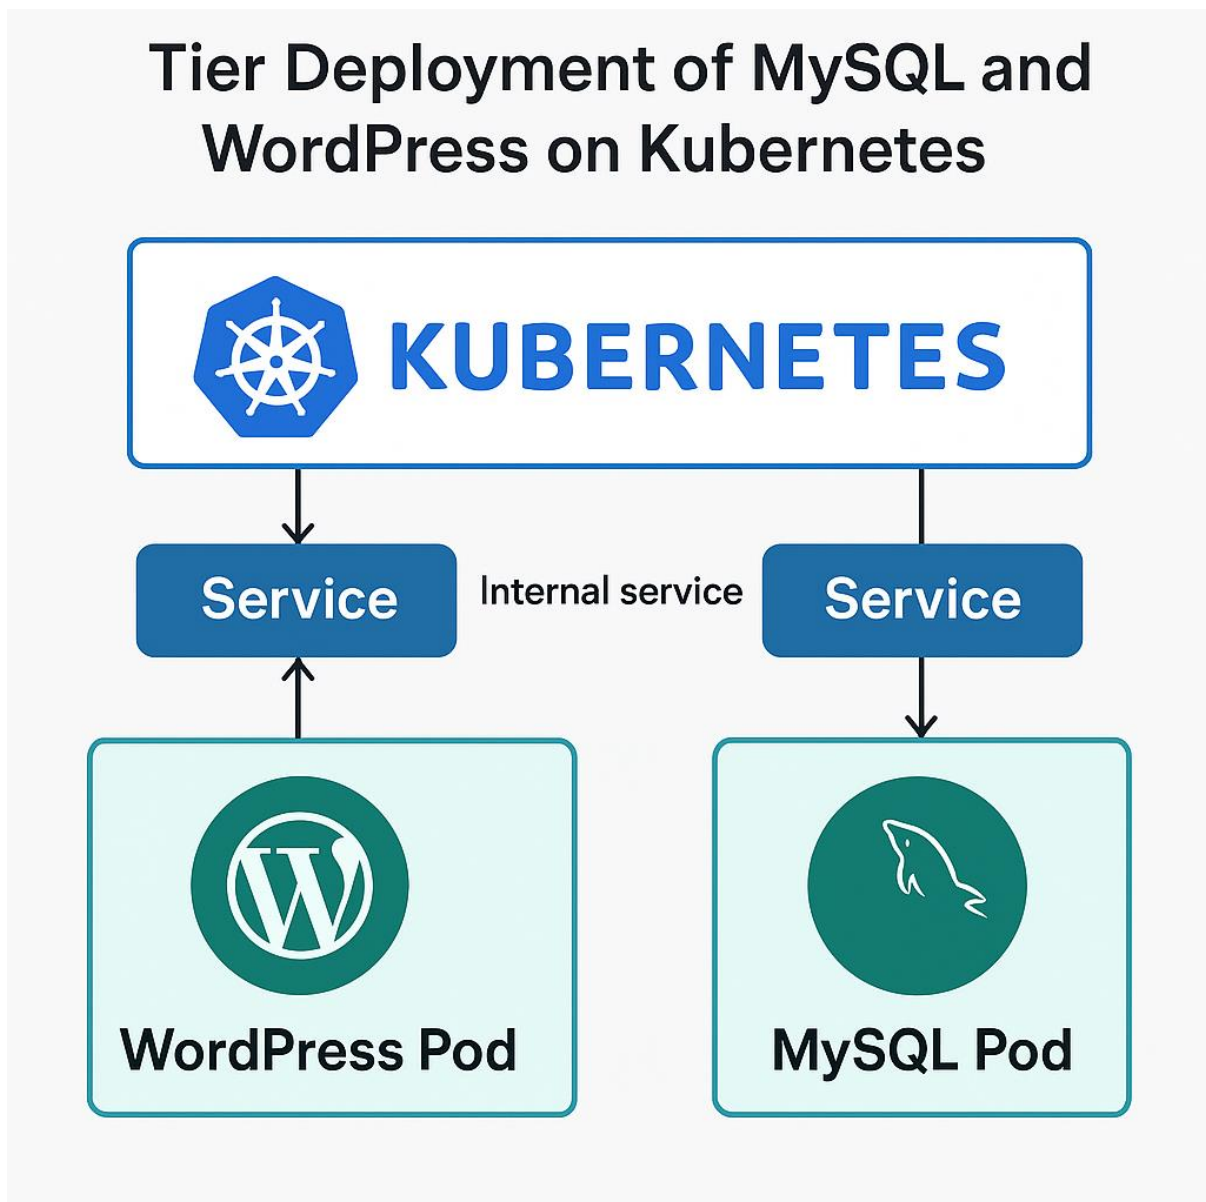 Tier Deployment of MySQL and
WordPress on Kubernetes
KUBERNETES
Service
Internal service
Service
WordPress Pod
MySQL Pod